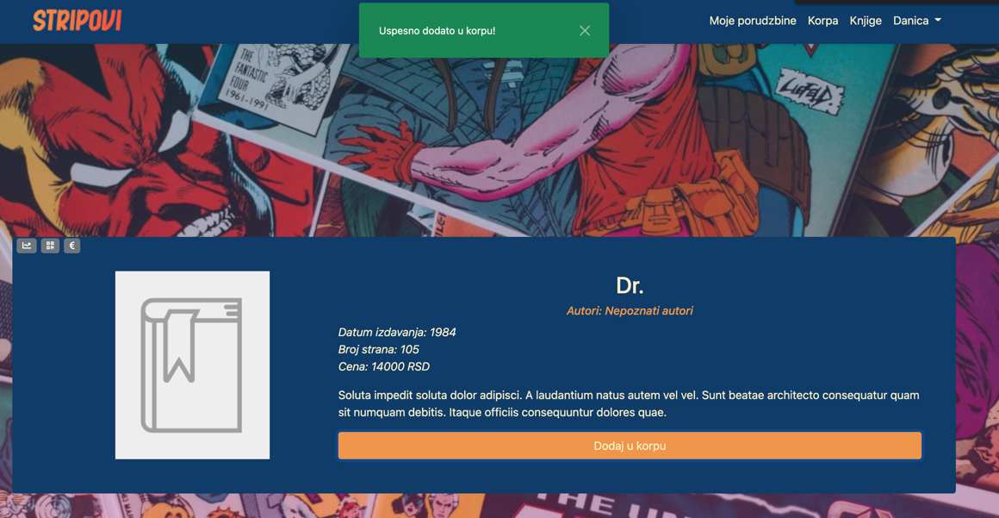 STRIPOVI
Uspesno dodato u korpu!
Moje porudzbine Korpa Knjige Danica
THE
FANTASTIC
FOUR
1961-1991
LIEFELD
€
Dr.
Autori: Nepoznati autori
Datum izdavanja: 1984
Broj strana: 105
Cena: 14000 RSD
Soluta impedit soluta dolor adipisci. A laudantium natus autem vel vel. Sunt beatae architecto consequatur quam
sit numquam debitis. Itaque officiis consequuntur dolores quae.
Dodaj u korpu
THE UN